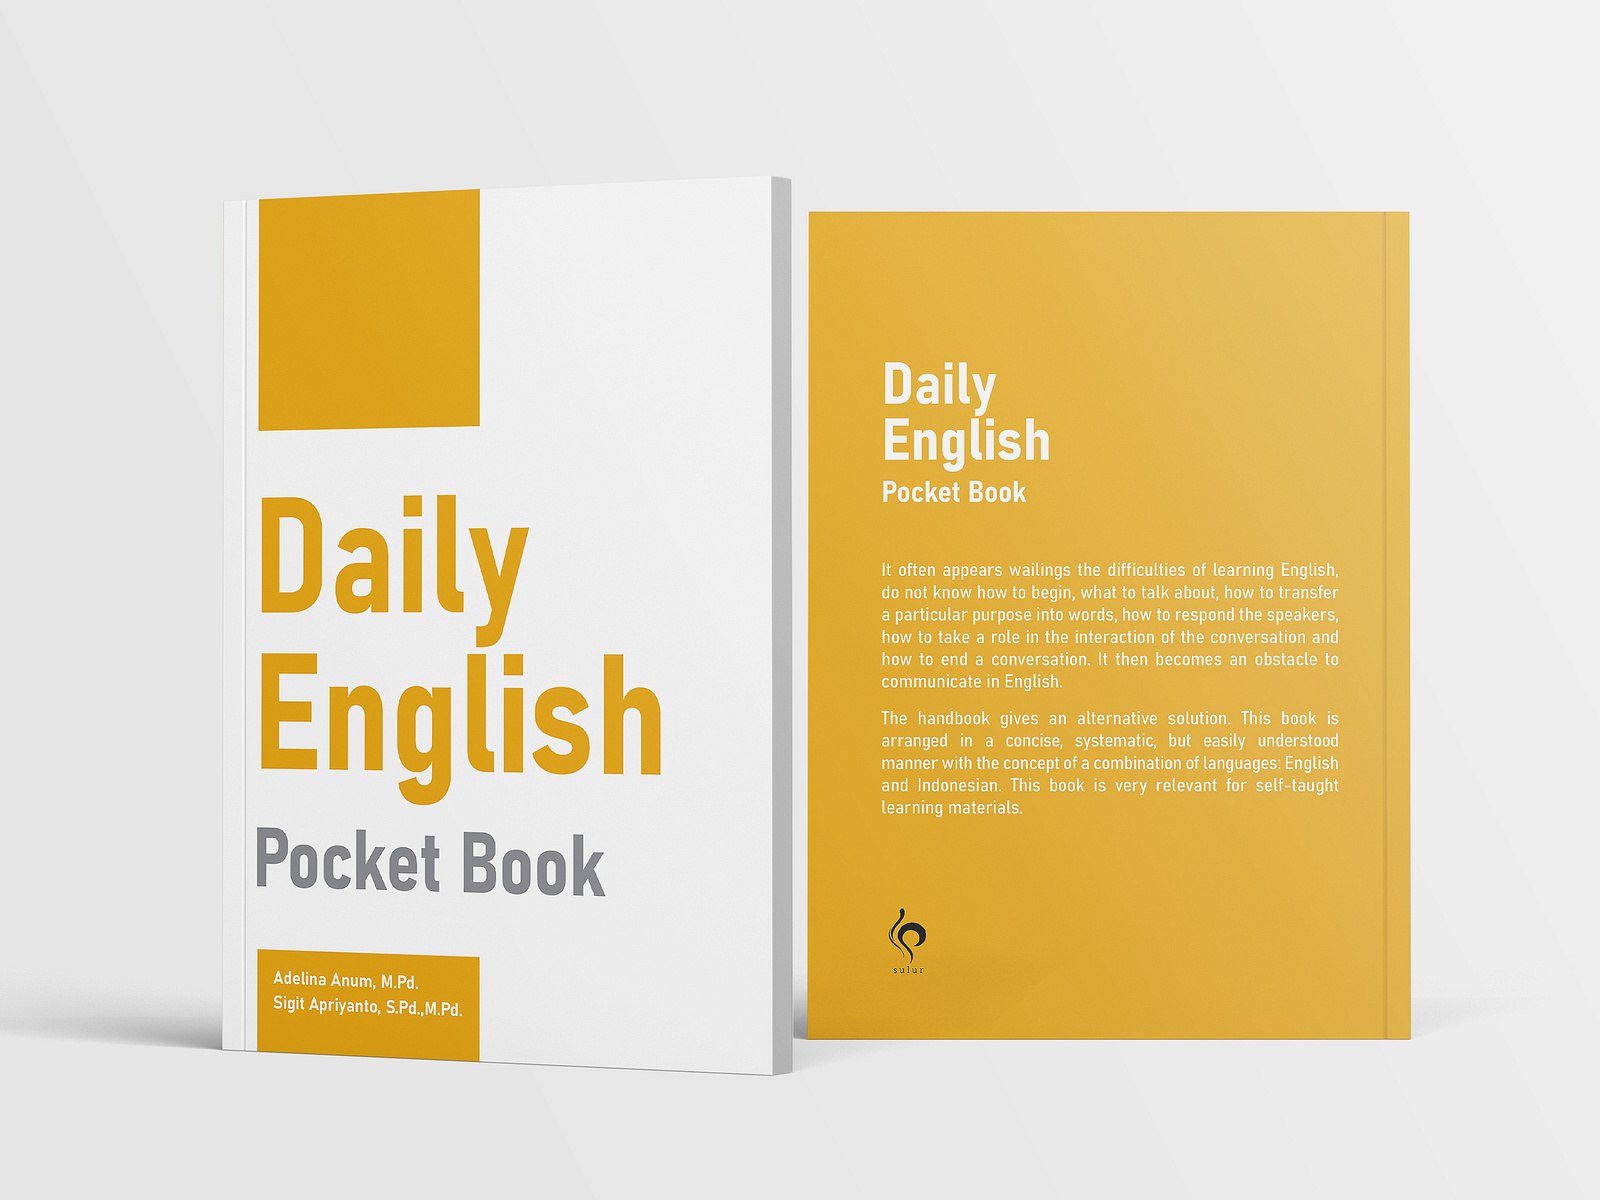 Daily
English
Pocket Book
Adelina Anum, M.Pd.
Sigit Apriyanto, S.Pd.,M.Pd.
Daily
English
Pocket Book
It often appears wailings the difficulties of learning English,
do not know how to begin, what to talk about, how to transfer
a particular purpose into words, how to respond the speakers,
how to take a role in the interaction of the conversation and
how to end a conversation. It then becomes an obstacle to
communicate in English.
The handbook gives an alternative solution. This book is
arranged in a concise, systematic, but easily understood
manner with the concept of a combination of languages: English
and Indonesian. This book is very relevant for self-taught
learning materials.
sulur